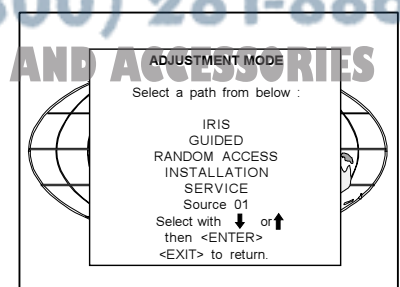 AND ACCESSORIES
ADJUSTMENT MODE
Select a path from below :
IRIS
GUIDED
RANDOM ACCESS
INSTALLATION
SERVICE
Source 01
Select with ⬇ or ⬆
then <ENTER>
<EXIT> to return.